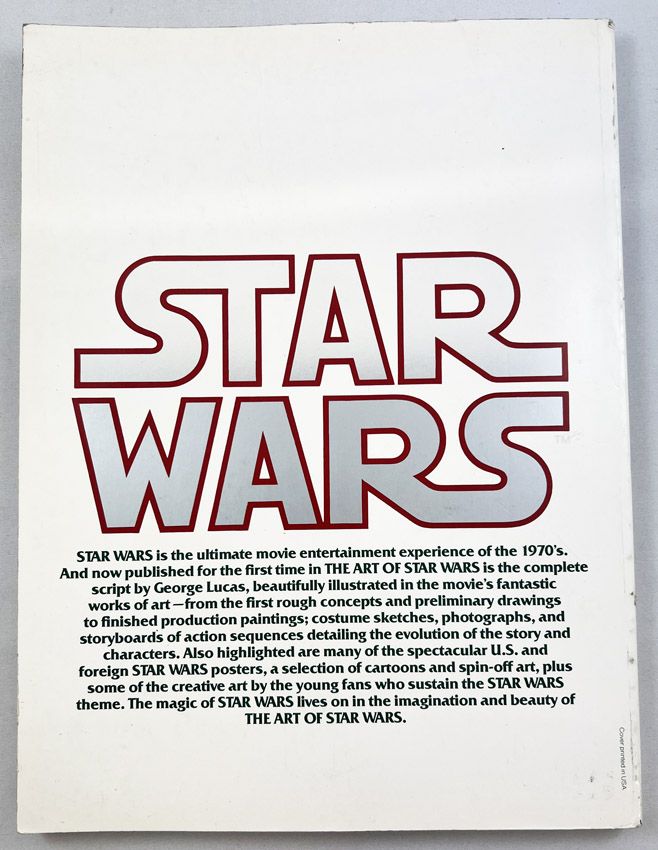 STAR
WARS
TM
STAR WARS is the ultimate movie entertainment experience of the 1970's.
And now published for the first time in THE ART OF STAR WARS is the complete
script by George Lucas, beautifully illustrated in the movie's fantastic
works of art—from the first rough concepts and preliminary drawings
to finished production paintings; costume sketches, photographs, and
storyboards of action sequences detailing the evolution of the story and
characters. Also highlighted are many of the spectacular U.S. and
foreign STAR WARS posters, a selection of cartoons and spin-off art, plus
some of the creative art by the young fans who sustain the STAR WARS
theme. The magic of STAR WARS lives on in the imagination and beauty of
THE ART OF STAR WARS.
Cover printed in USA